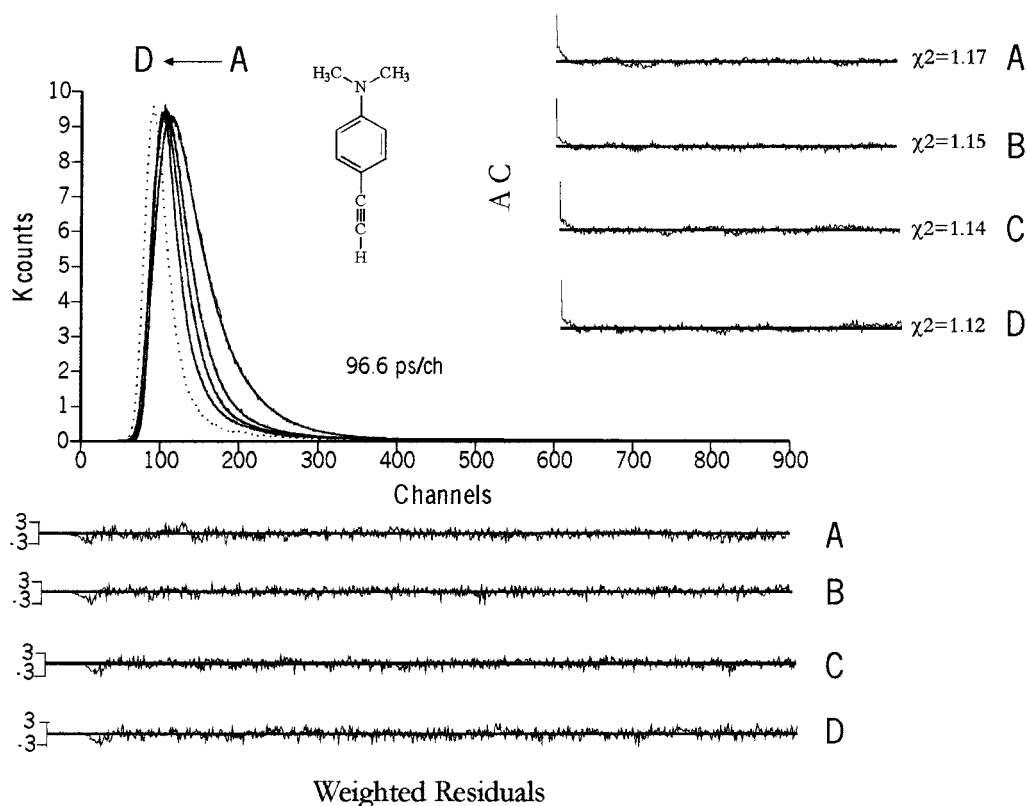 D ← A
H₃C CH₃
N
C
C
H
10
9
8
7
6
5
4
3
2
1
0
K counts
0 100 200 300 400 500 600 700 800 900
Channels
96.6 ps/ch
A C
χ2=1.17 A
χ2=1.15 B
χ2=1.14 C
χ2=1.12 D
3
-3
A
3
-3
B
3
-3
C
3
-3
D
Weighted Residuals